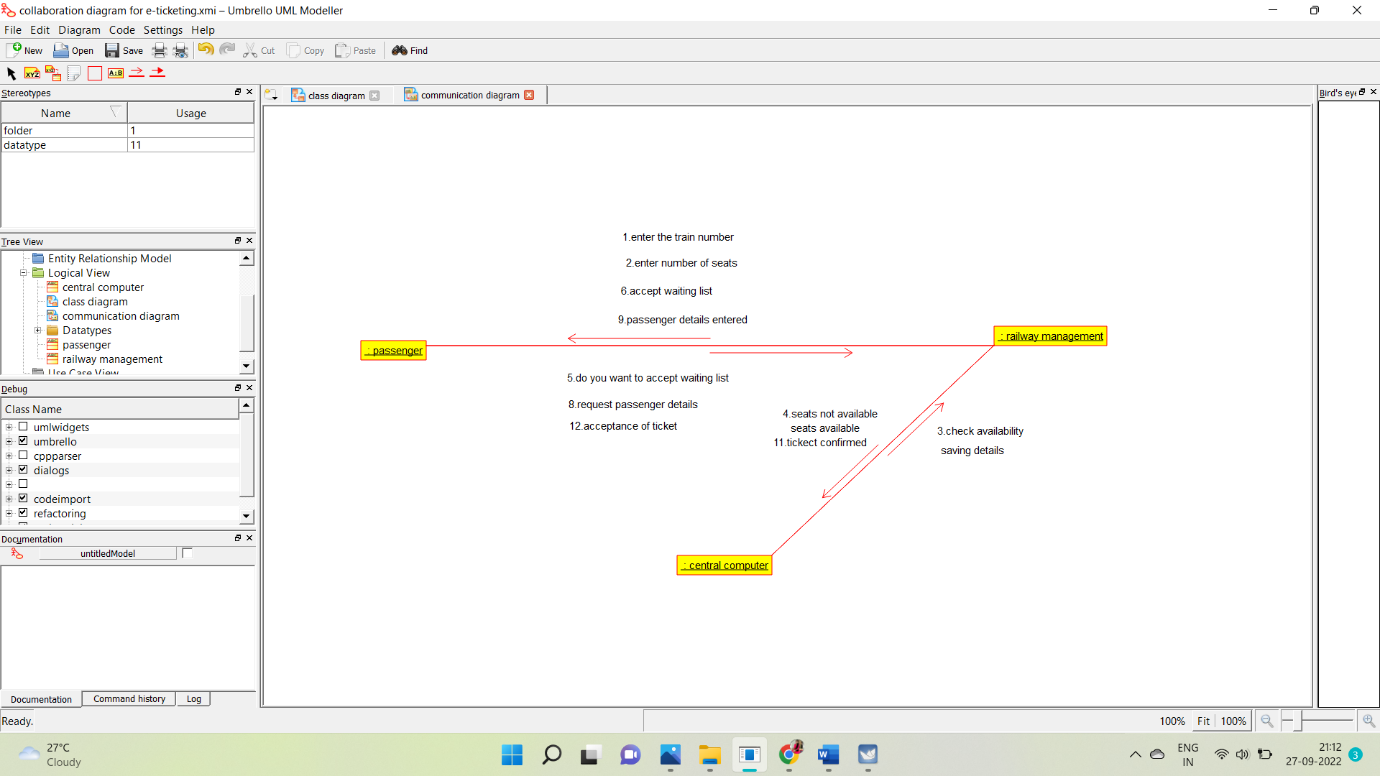 collaboration diagram for e-ticketing.xmi – Umbrello UML Modeller
File Edit Diagram Code Settings Help
New Open Save Cut Copy Paste Find
XYZ A↓B
Stereotypes
Name Usage
folder 1
datatype 11
Tree View
Entity Relationship Model
Logical View
central computer
class diagram
communication diagram
Datatypes
passenger
railway management
Use Case View
Debug
Class Name
umlwidgets
umbrello
cppparser
dialogs
codeimport
refactoring
Documentation
untitledModel
Documentation Command history Log
class diagram communication diagram
1.enter the train number
2.enter number of seats
6.accept waiting list
9.passenger details entered
: passenger
: railway management
5.do you want to accept waiting list
8.request passenger details
12.acceptance of ticket
4.seats not available
seats available
11.tickect confirmed
3.check availability
saving details
: central computer
Bird's eye
Ready.
100% Fit 100%
27°C
Cloudy
ENG
IN
21:12
27-09-2022
3